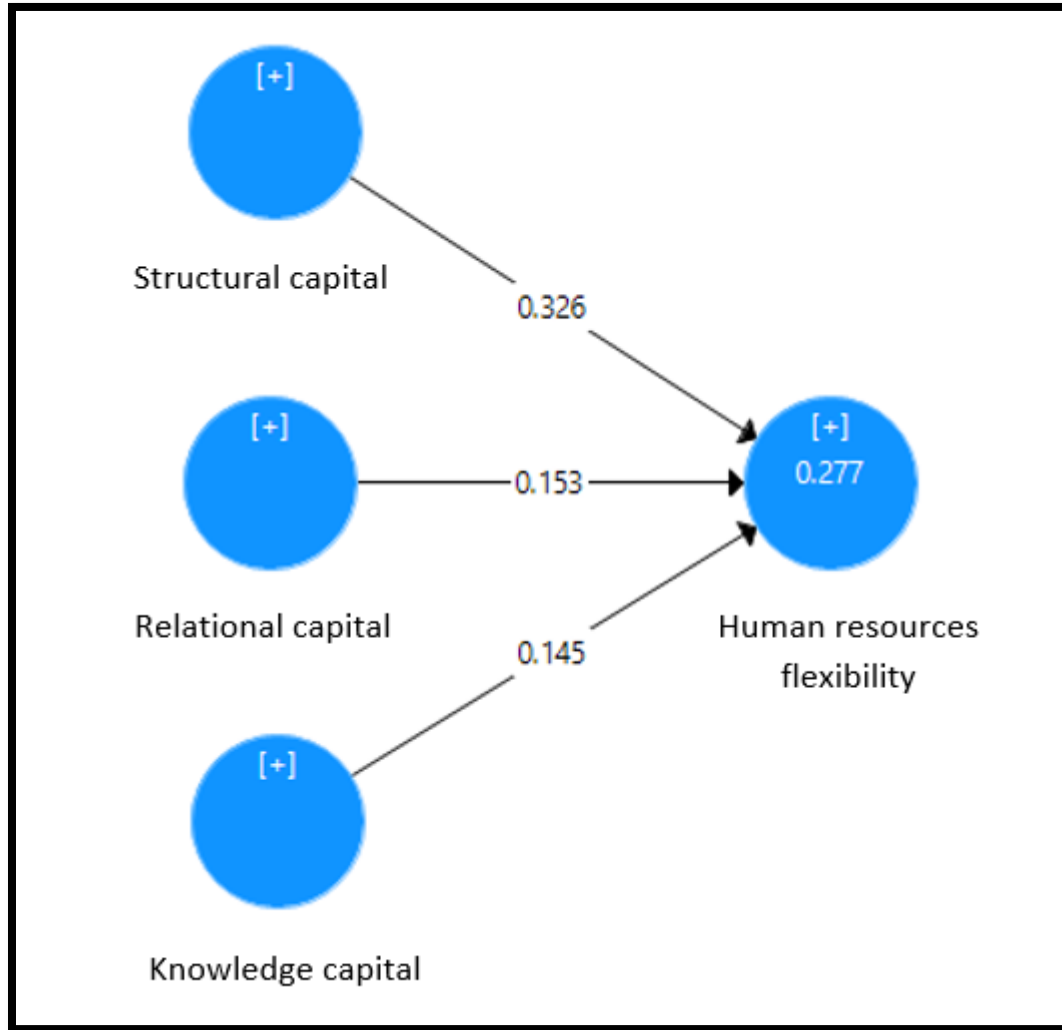 [+]
Structural capital
0.326
[+]
0.153
[+]
0.277
Relational capital
Human resources
flexibility
0.145
[+]
Knowledge capital